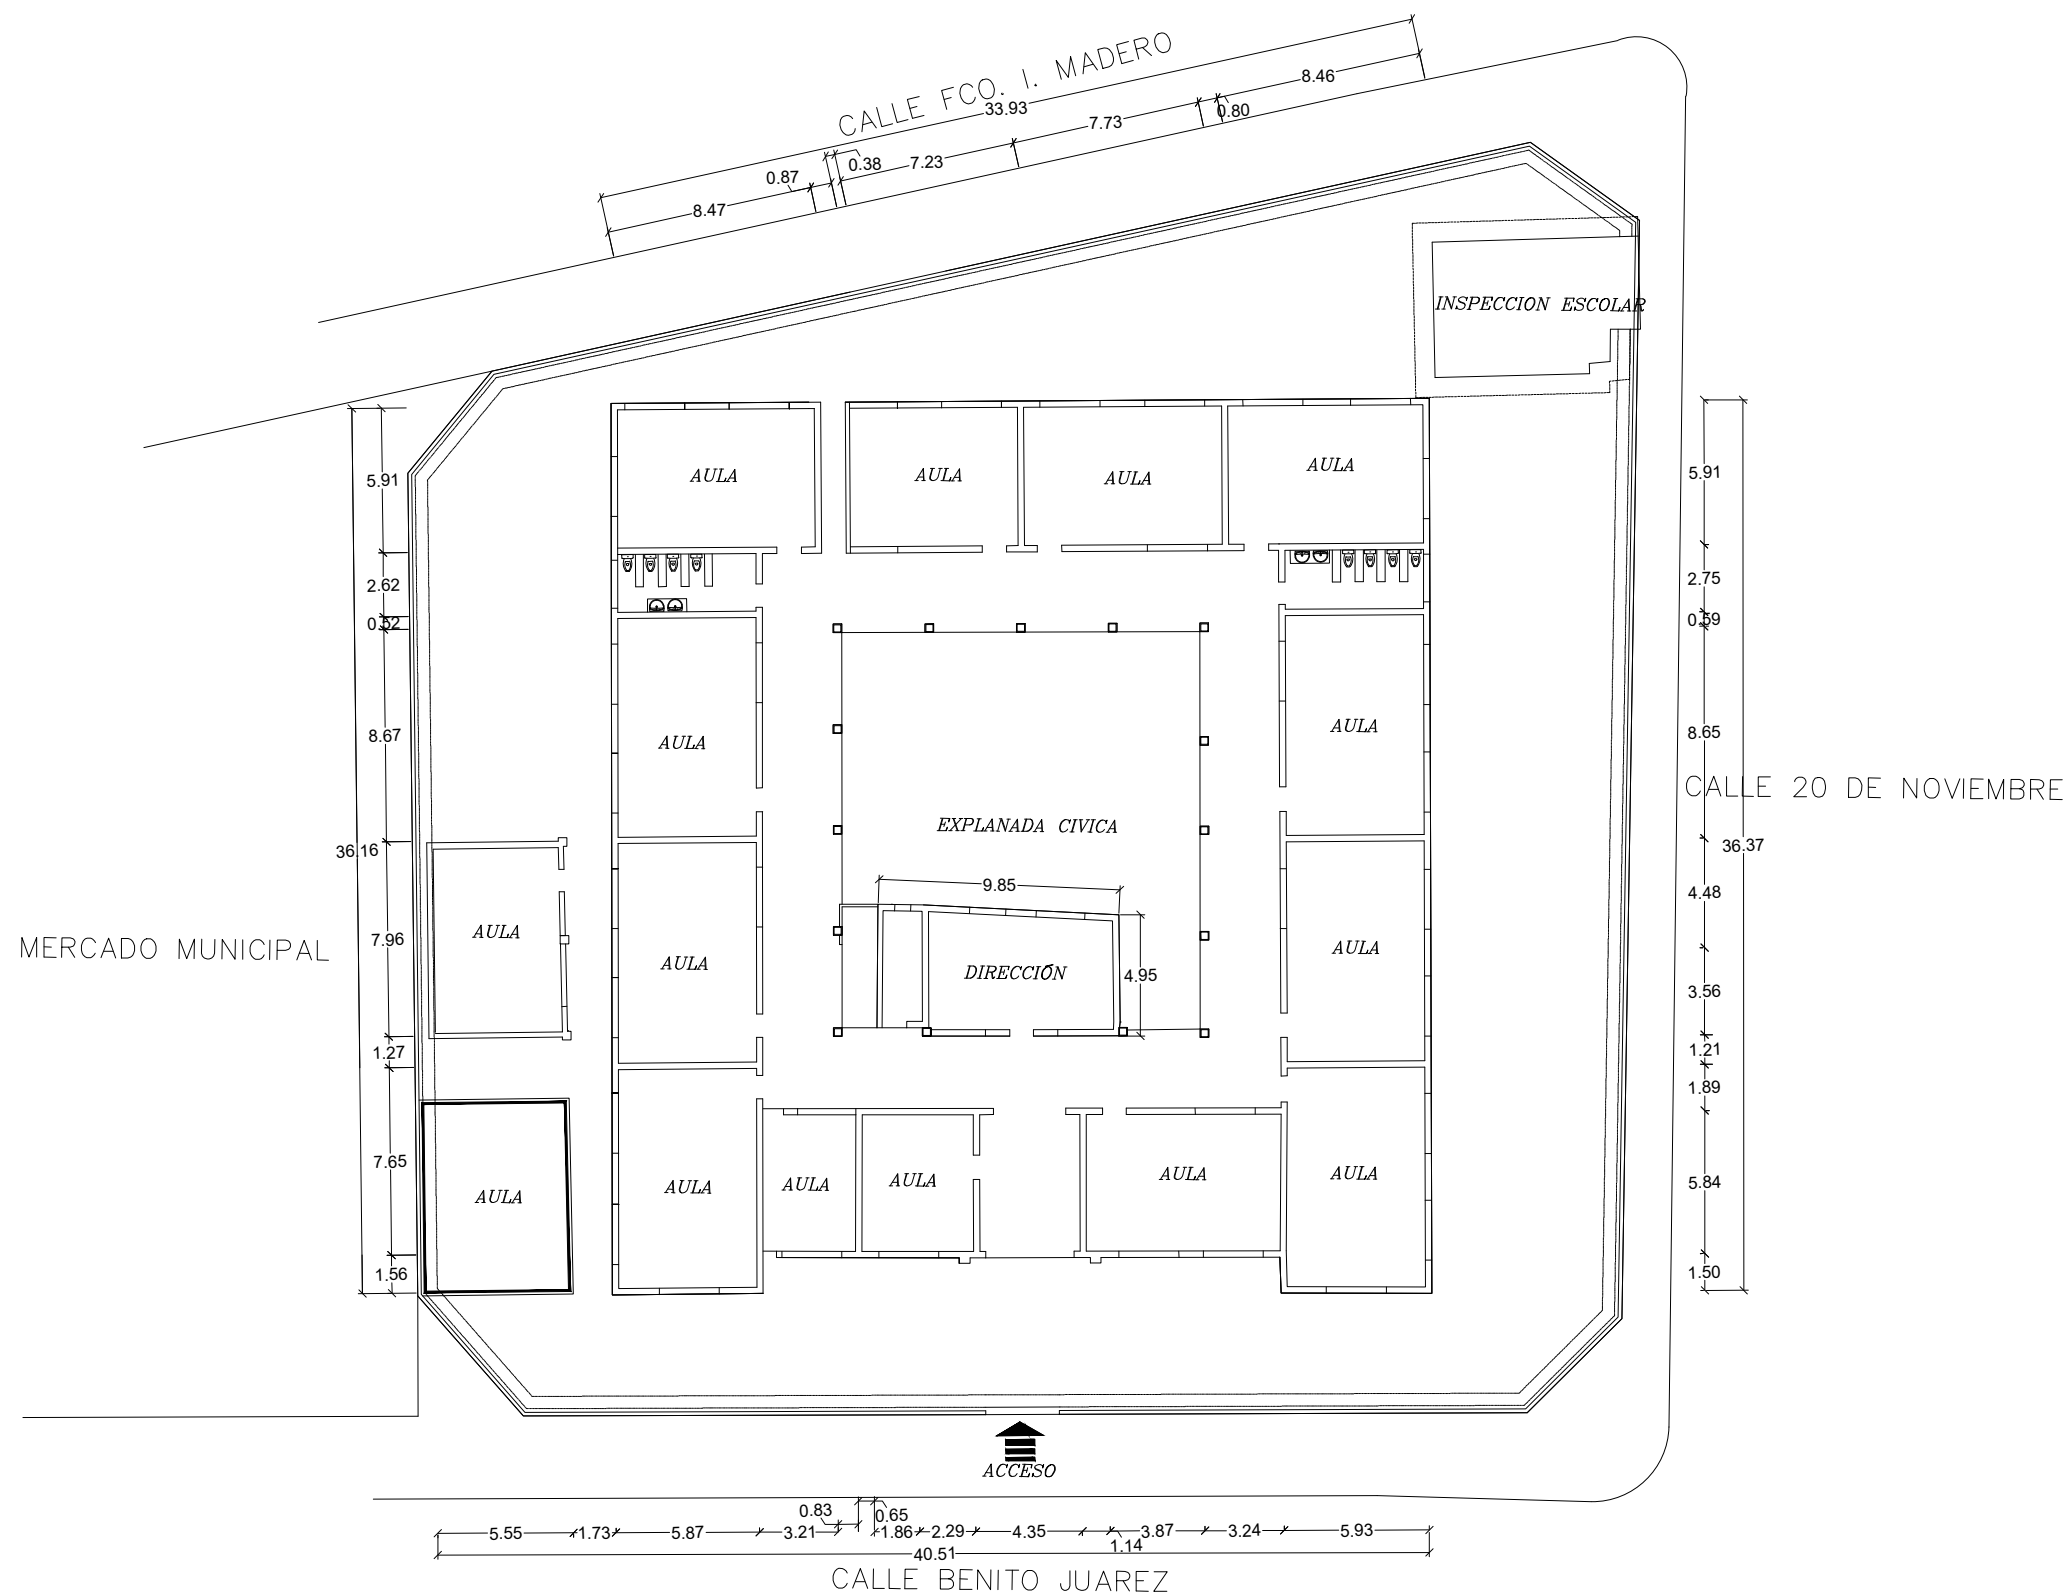 CALLE FCO. I. MADERO
33.93
8.46
0.80
7.73
7.23
0.38
0.87
8.47
INSPECCION ESCOLAR
5.91
2.62
0.52
8.67
36.16
7.96
1.27
7.65
1.56
AULA
AULA
AULA
AULA
5.91
2.75
0.59
8.65
36.37
4.48
3.56
1.21
1.89
5.84
1.50
AULA
AULA
CALLE 20 DE NOVIEMBRE
EXPLANADA CIVICA
9.85
MERCADO MUNICIPAL
AULA
AULA
DIRECCIÓN
4.95
AULA
AULA
AULA
AULA
AULA
AULA
AULA
ACCESO
0.83
0.65
5.55
1.73
5.87
3.21
1.86
2.29
4.35
1.14
3.87
3.24
5.93
40.51
CALLE BENITO JUAREZ
AULA